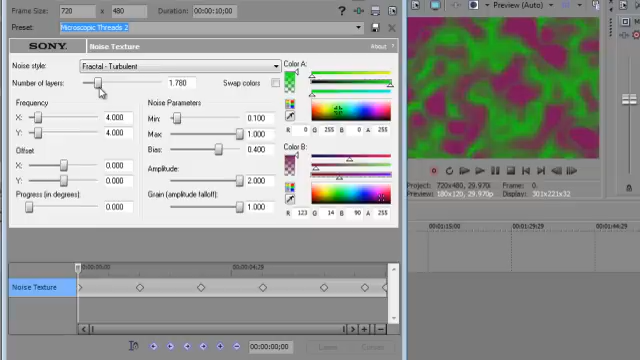 Frame Size: 720 x 480 Duration: 00:00:10;00
Preset: Microscopic Threads 2
SONY. Noise Texture About ?
Noise style: Fractal - Turbulent
Number of layers: 1.780 Swap colors
Frequency
X: 4.000
Y: 4.000
Offset
X: 0.000
Y: 0.000
Progress (in degrees)
0.000
Noise Parameters
Min: 0.100
Max: 1.000
Bias: 0.400
Amplitude:
2.000
Grain (amplitude falloff):
1.000
Color A:
R 0 G 255 B 0 A 255
Color B:
R 123 G 14 B 90 A 255
Preview (Auto)
Project: 720x480, 29.970i Frame: 0
Preview: 180x120, 29.970p Display: 301x221x32
00:01:15;00 00:01:29;29 00:01:44;29
00:00:00;00 00:00:04;29
Noise Texture
00:00:00;00